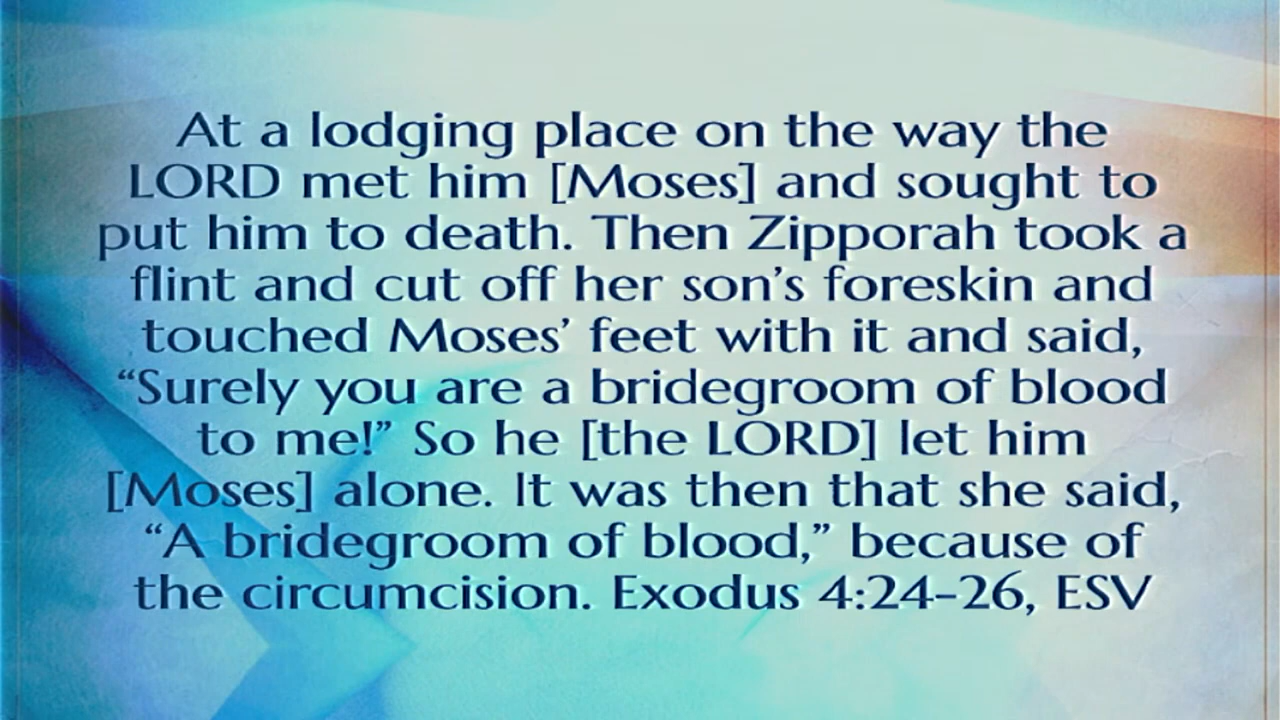 At a lodging place on the way the
LORD met him [Moses] and sought to
put him to death. Then Zipporah took a
flint and cut off her son’s foreskin and
touched Moses’ feet with it and said,
“Surely you are a bridegroom of blood
to me!” So he [the LORD] let him
[Moses] alone. It was then that she said,
“A bridegroom of blood,” because of
the circumcision. Exodus 4:24–26, ESV